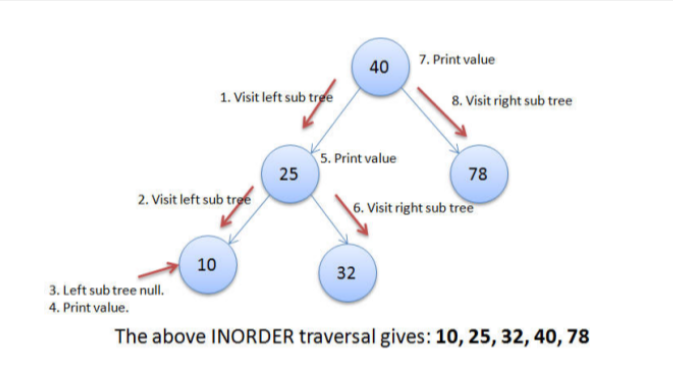 40
7. Print value
1. Visit left sub tree
8. Visit right sub tree
5. Print value
25
78
2. Visit left sub tree
6. Visit right sub tree
10
32
3. Left sub tree null.
4. Print value.
The above INORDER traversal gives: 10, 25, 32, 40, 78